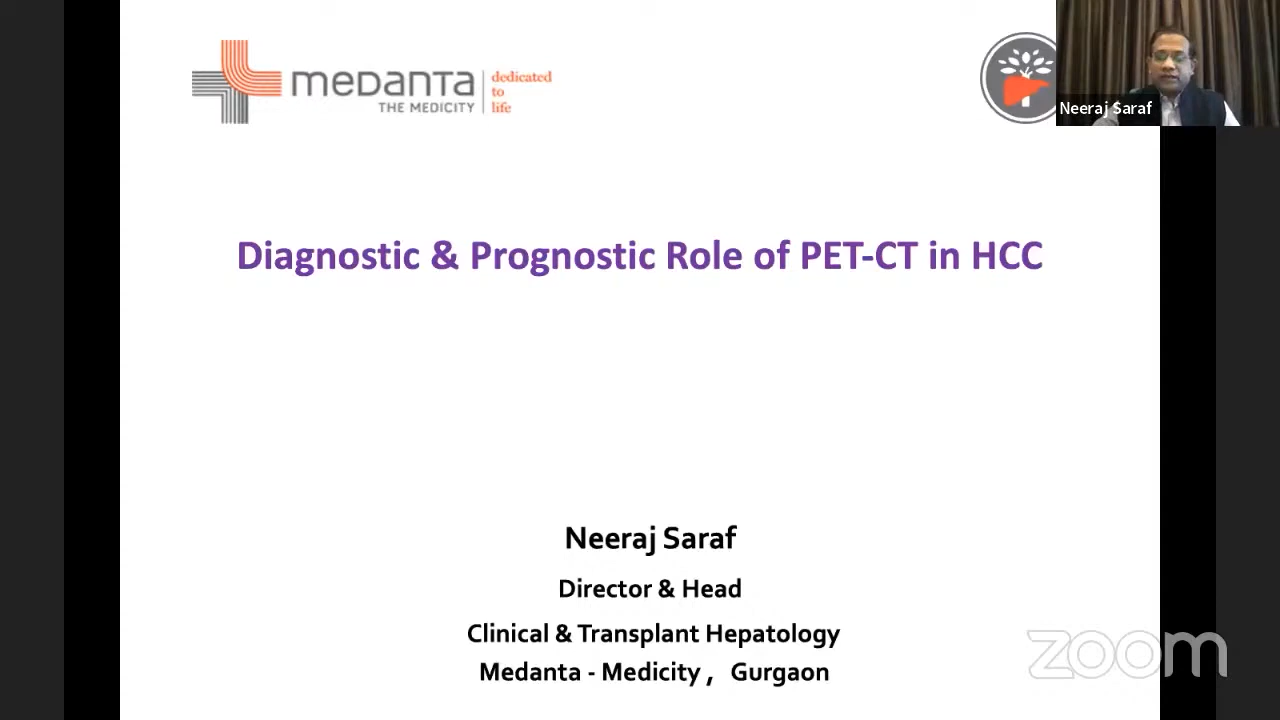 medanta
THE MEDICITY
dedicated
to
life
Neeraj Saraf
Diagnostic & Prognostic Role of PET-CT in HCC
Neeraj Saraf
Director & Head
Clinical & Transplant Hepatology
Medanta - Medicity , Gurgaon
zoom